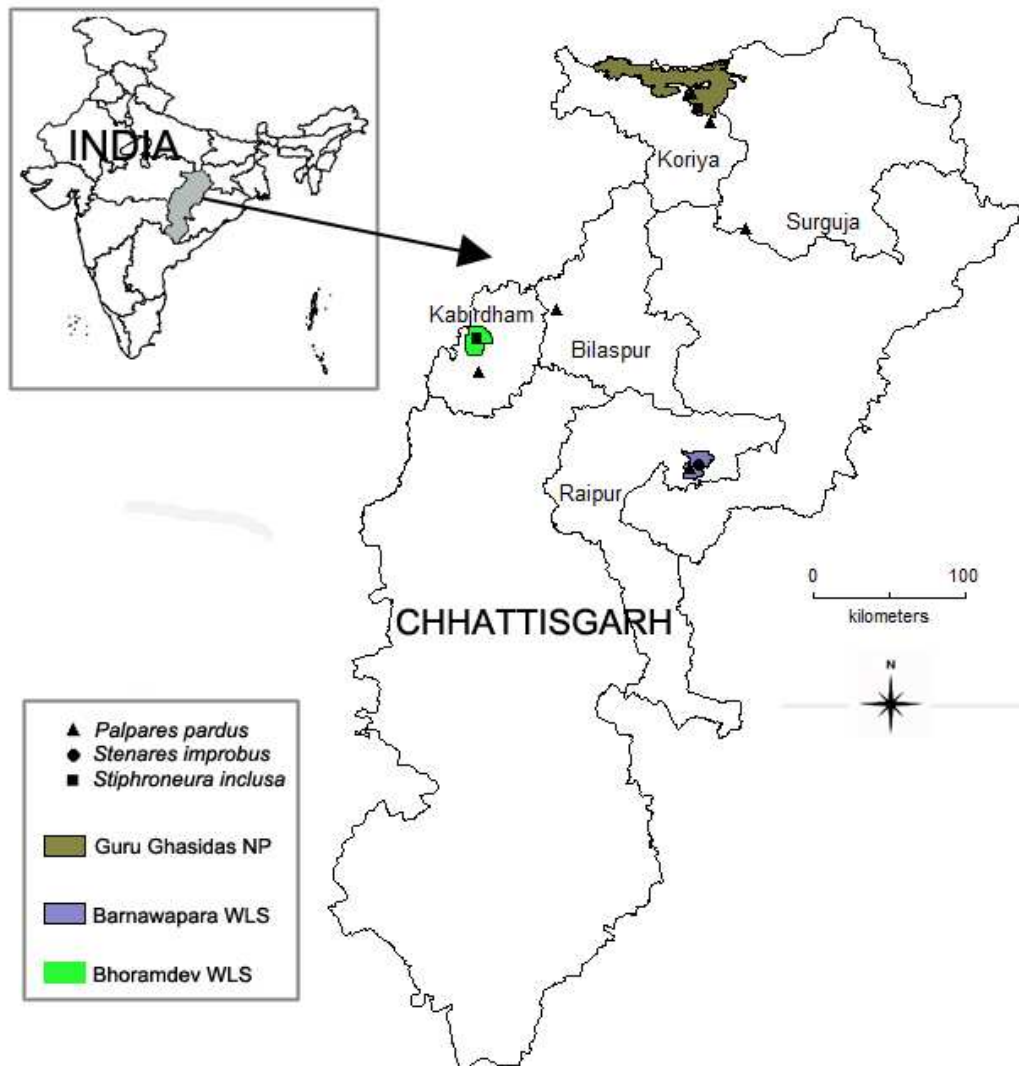 INDIA
Koriya
Surguja
Kabirdham
Bilaspur
Raipur
0 100
kilometers
CHHATTISGARH
N
Palpares pardus
Stenares improbus
Stiphroneura inclusa
Guru Ghasidas NP
Barnawapara WLS
Bhoramdev WLS